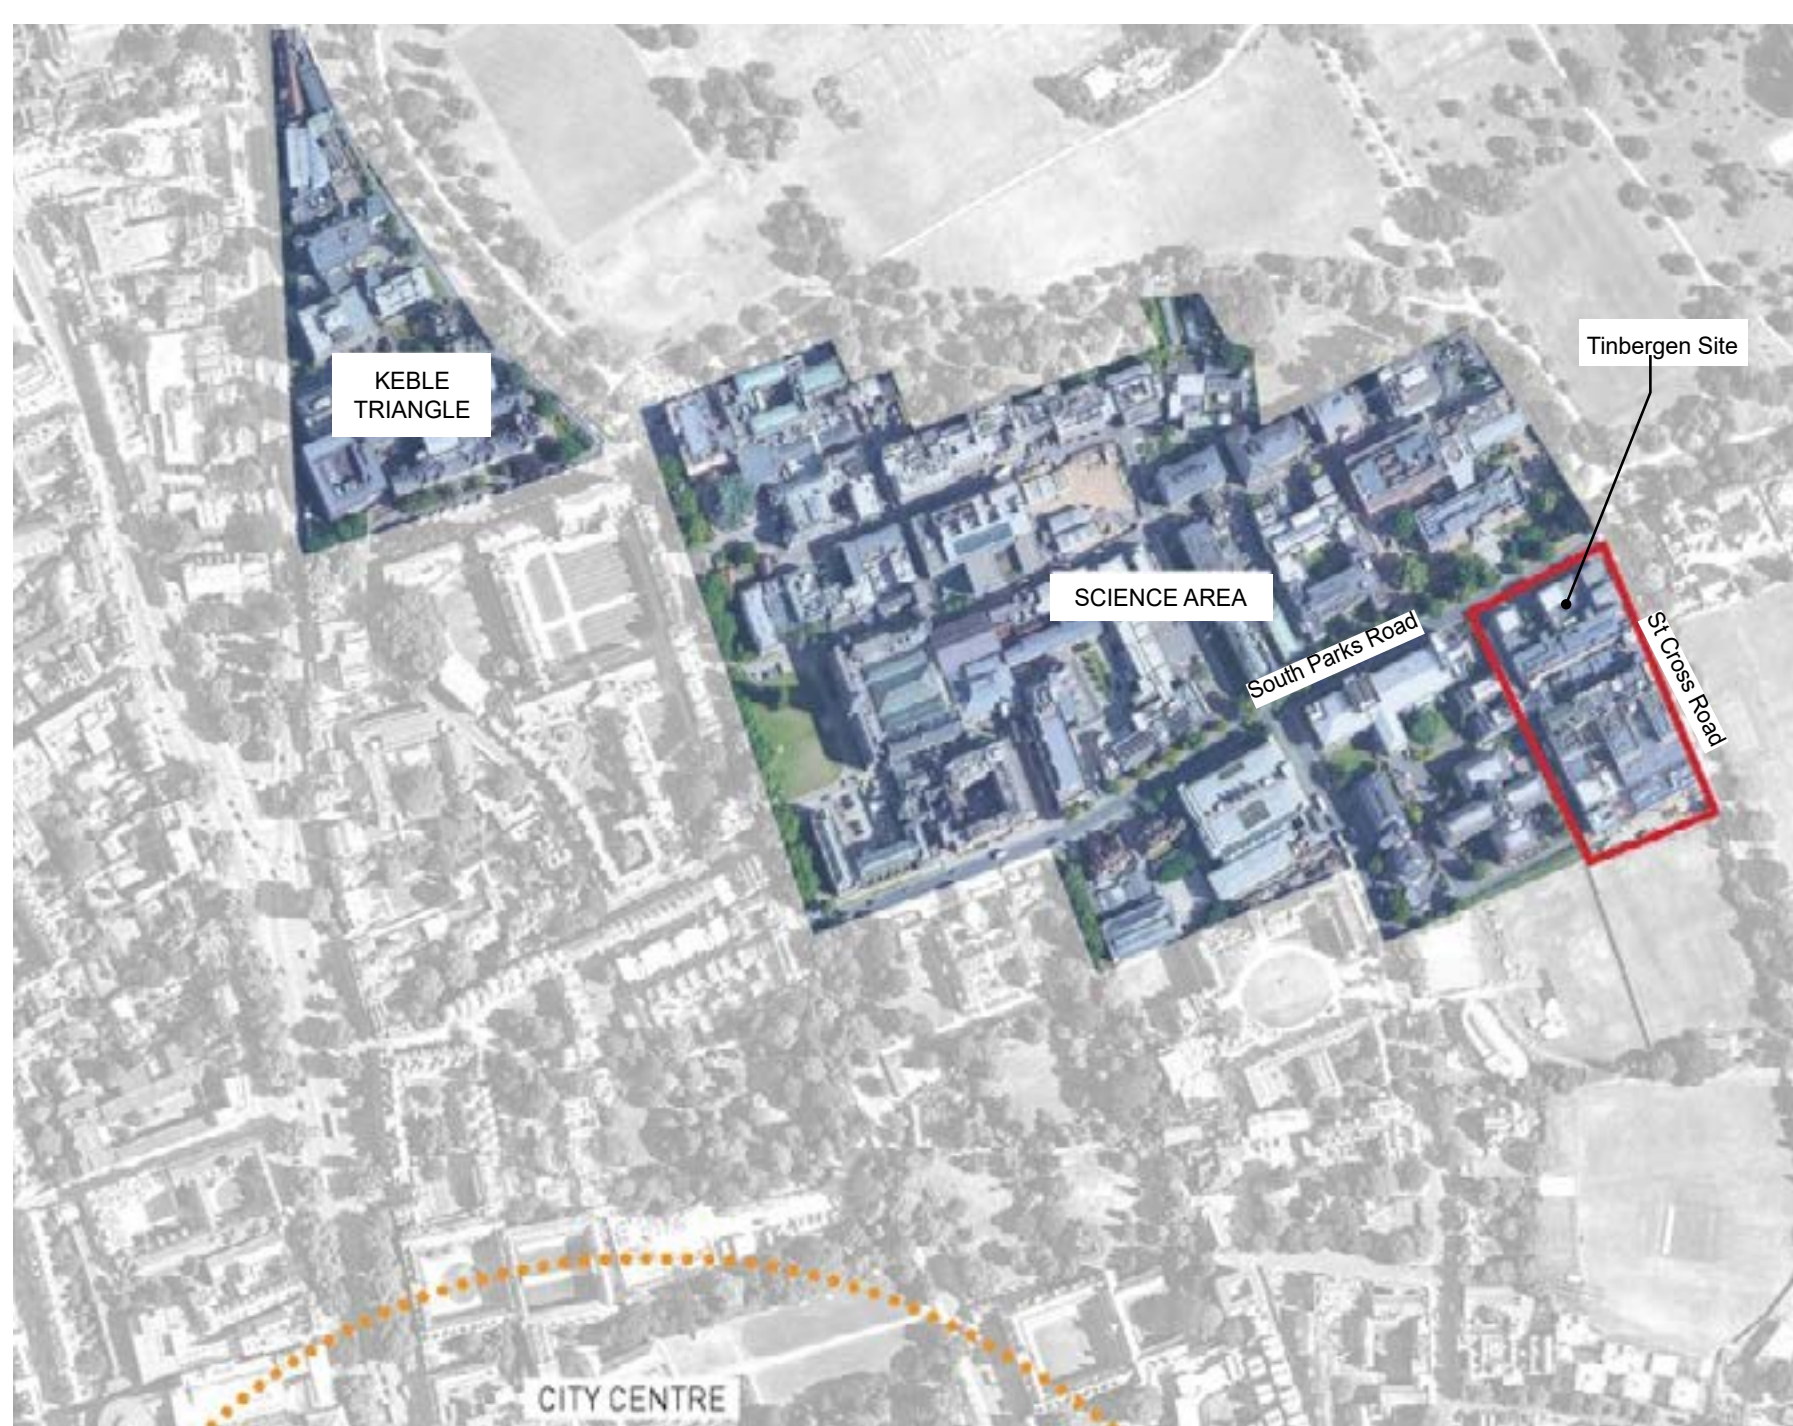 Tinbergen Site
KEBLE
TRIANGLE
SCIENCE AREA
South Parks Road
St Cross Road
CITY CENTRE